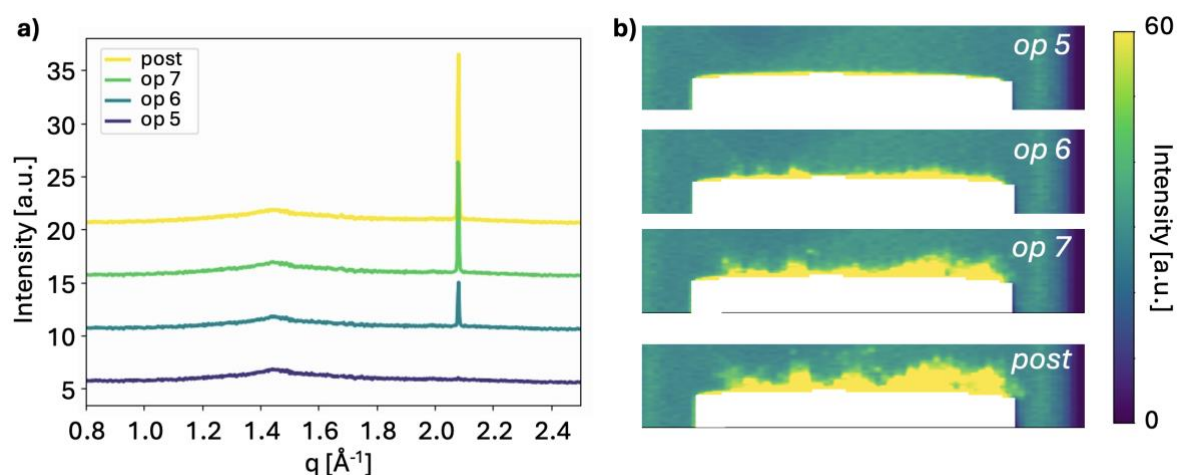 a)
post
op 7
op 6
op 5
35
30
25
20
15
10
5
Intensity [a.u.]
0.8 1.0 1.2 1.4 1.6 1.8 2.0 2.2 2.4
q [Å⁻¹]
b)
op 5
op 6
op 7
post
60
Intensity [a.u.]
0